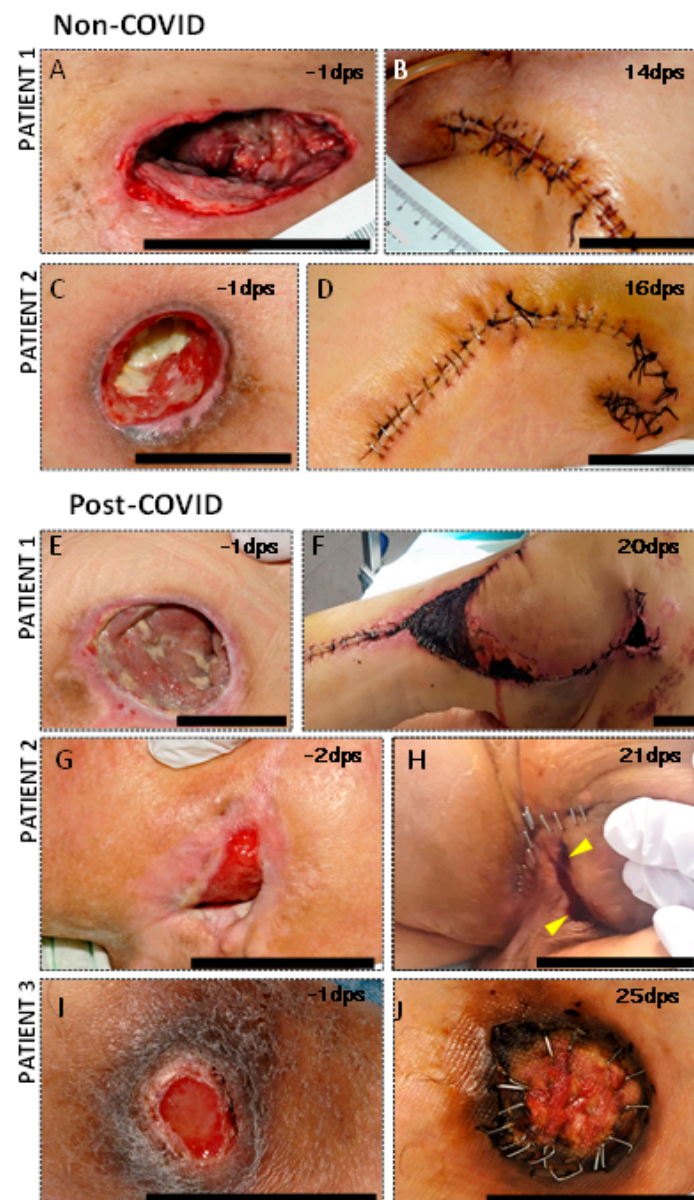 Non-COVID
PATIENT 1
A
-1dps
B
14dps
PATIENT 2
C
-1dps
D
16dps
Post-COVID
PATIENT 1
E
-1dps
F
20dps
PATIENT 2
G
-2dps
H
21dps
PATIENT 3
I
-1dps
J
25dps